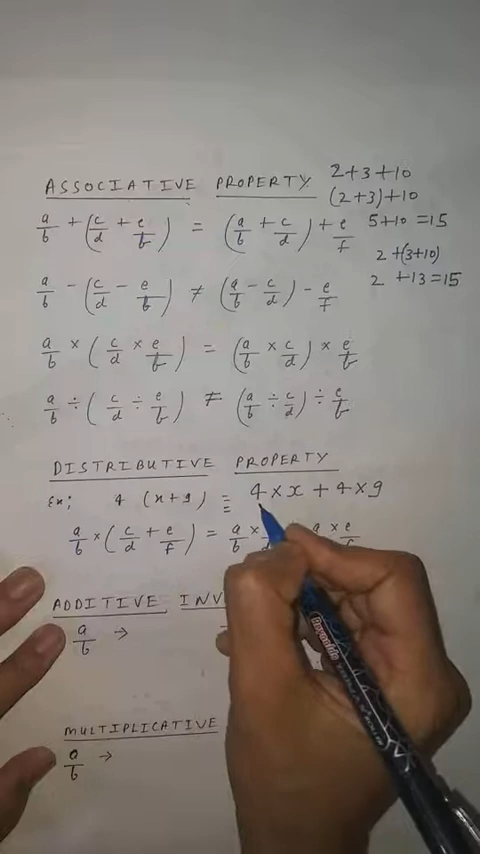 ASSOCIATIVE PROPERTY
2+3+10
(2+3)+10
5+10=15
2+(3+10)
2+13=15
a/b + (c/d + e/f) = (a/b + c/d) + e/f
a/b - (c/d - e/f) ≠ (a/b - c/d) - e/f
a/b × (c/d × e/f) = (a/b × c/d) × e/f
a/b ÷ (c/d ÷ e/f) ≠ (a/b ÷ c/d) ÷ e/f
DISTRIBUTIVE PROPERTY
Ex; 4 (x+9) = 4×x + 4×9
a/b × (c/d + e/f) = a/b × a × e/f
ADDITIVE INV
a/b →
MULTIPLICATIVE
a/b →
Reynolds